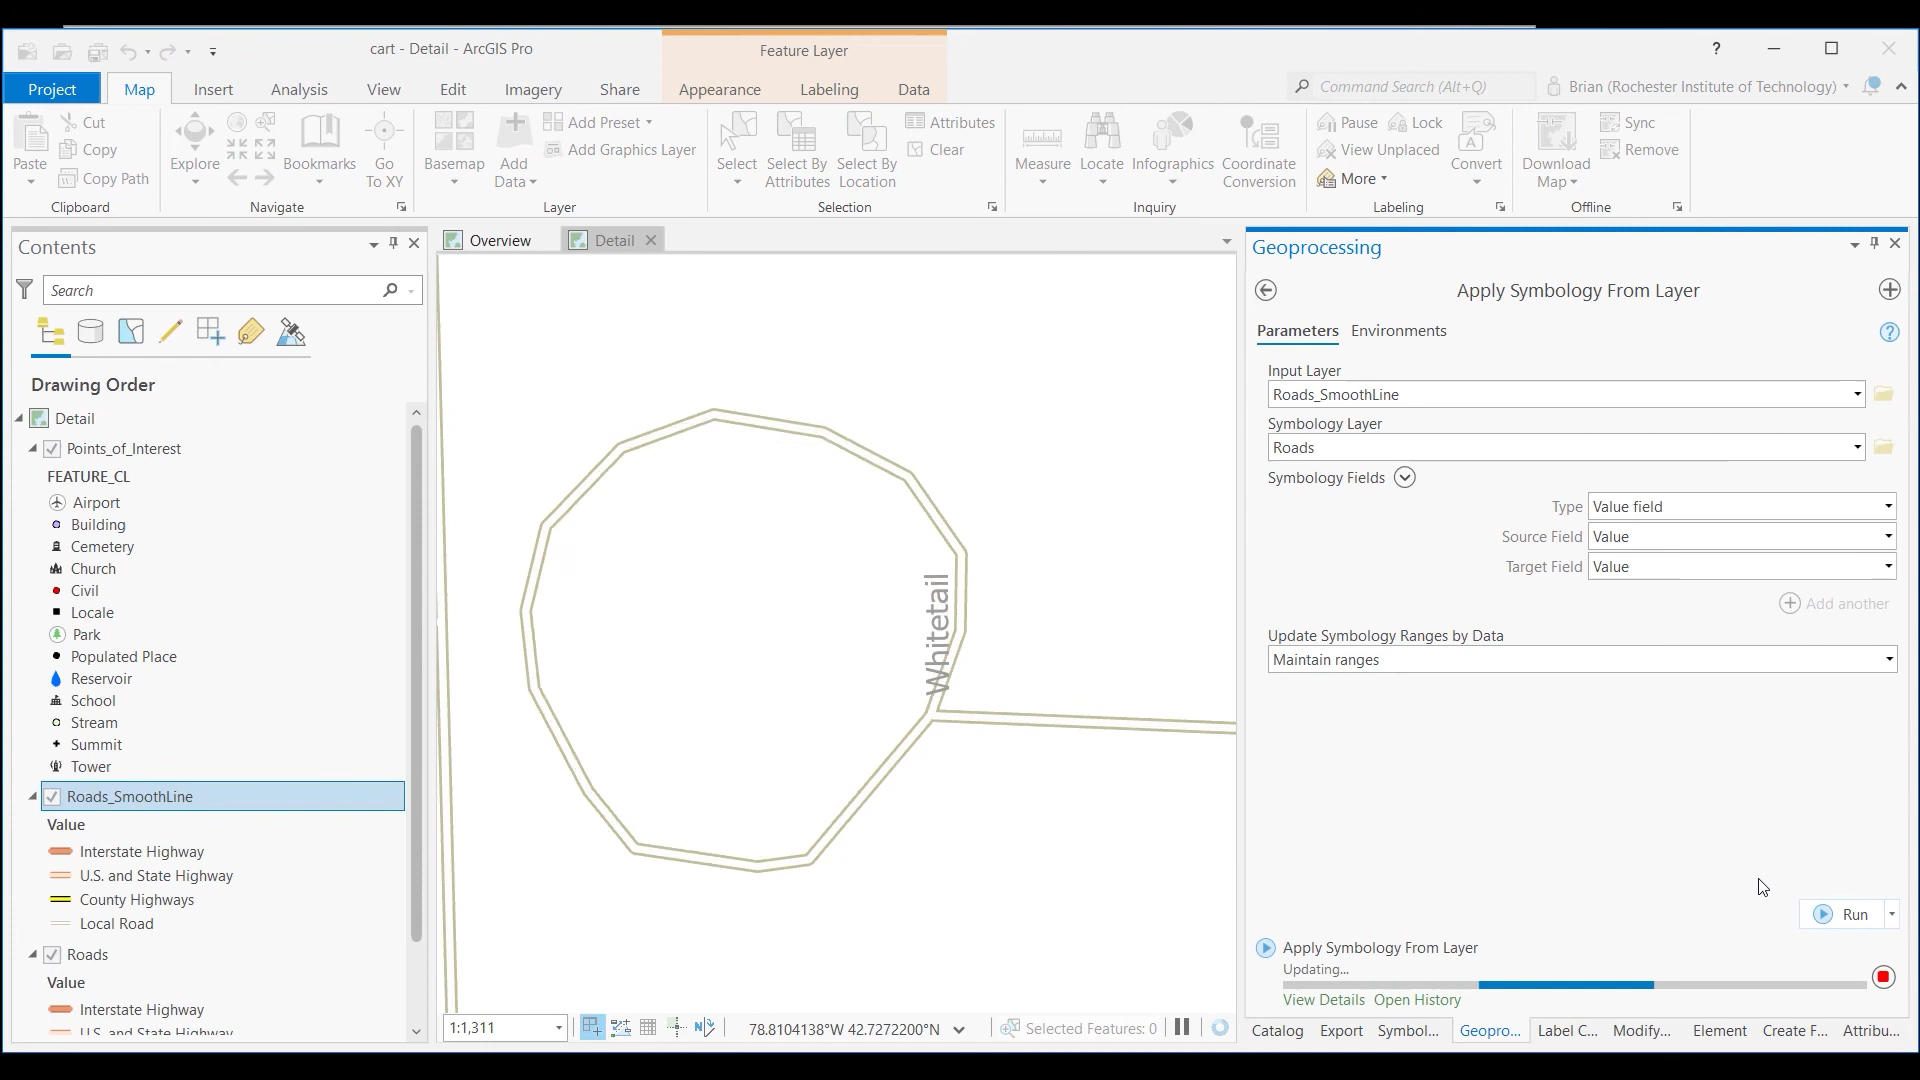 cart - Detail - ArcGIS Pro
Feature Layer
?
Project
Map
Insert
Analysis
View
Edit
Imagery
Share
Appearance
Labeling
Data
Command Search (Alt+Q)
Brian (Rochester Institute of Technology)
Paste
Cut
Copy
Copy Path
Clipboard
Explore
Bookmarks
Go
To XY
Navigate
Basemap
Add
Data
Add Preset
Add Graphics Layer
Layer
Select
Select By
Attributes
Select By
Location
Attributes
Clear
Selection
Measure
Locate
Infographics
Coordinate
Conversion
Inquiry
Pause
Lock
View Unplaced
More
Convert
Labeling
Download
Map
Sync
Remove
Offline
Contents
Search
Drawing Order
Detail
Points_of_Interest
FEATURE_CL
Airport
Building
Cemetery
Church
Civil
Locale
Park
Populated Place
Reservoir
School
Stream
Summit
Tower
Roads_SmoothLine
Value
Interstate Highway
U.S. and State Highway
County Highways
Local Road
Roads
Value
Interstate Highway
U.S. and State Highway
Overview
Detail
Whitetail
1:1,311
78.8104138°W 42.7272200°N
Selected Features: 0
Geoprocessing
Apply Symbology From Layer
Parameters
Environments
Input Layer
Roads_SmoothLine
Symbology Layer
Roads
Symbology Fields
Type
Value field
Source Field
Value
Target Field
Value
Add another
Update Symbology Ranges by Data
Maintain ranges
Run
Apply Symbology From Layer
Updating...
View Details
Open History
Catalog
Export
Symbol...
Geopro...
Label C...
Modify...
Element
Create F...
Attribu...